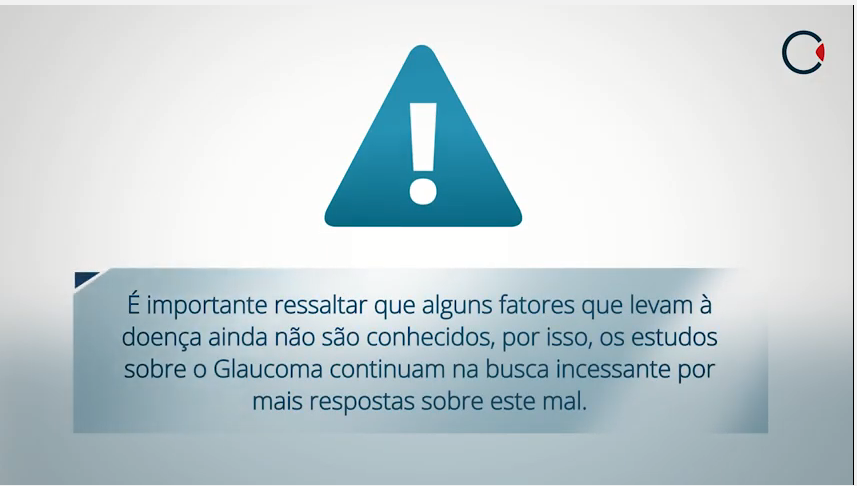 !
É importante ressaltar que alguns fatores que levam à
doença ainda não são conhecidos, por isso, os estudos
sobre o Glaucoma continuam na busca incessante por
mais respostas sobre este mal.